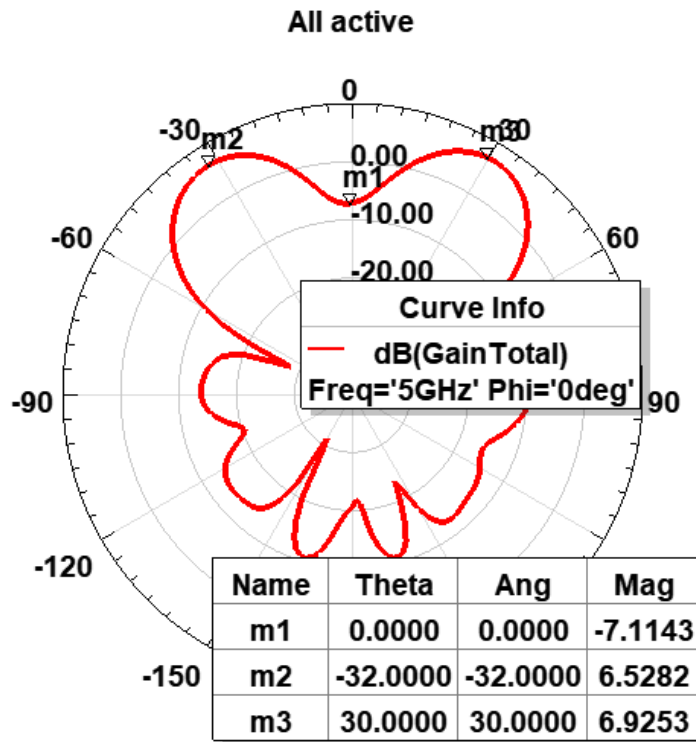 All active
0
-30
m2
m3
30
0.00
m1
-10.00
-60
60
-20.00
Curve Info
dB(GainTotal)
Freq='5GHz' Phi='0deg'
-90
90
-120
Name Theta Ang Mag
m1 0.0000 0.0000 -7.1143
m2 -32.0000 -32.0000 6.5282
m3 30.0000 30.0000 6.9253
-150